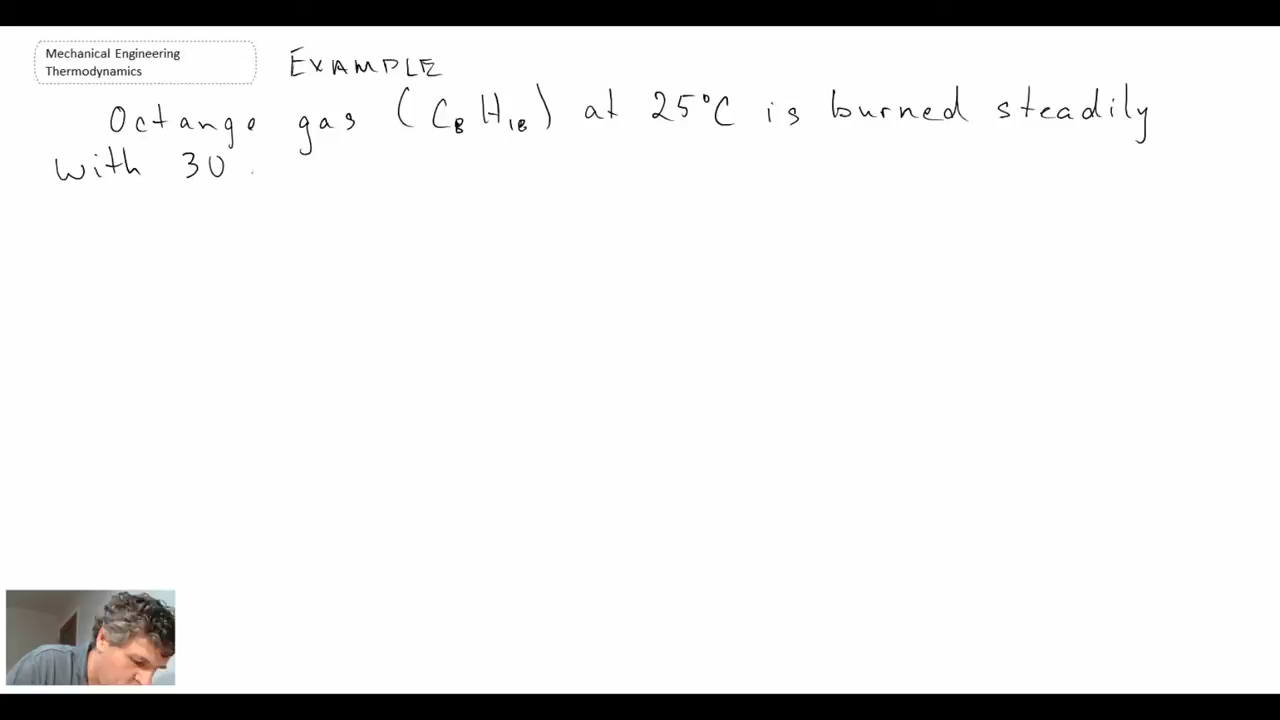 Mechanical Engineering
Thermodynamics
EXAMPLE
Octange gas (C₈H₁₈) at 25°C is burned steadily
with 30